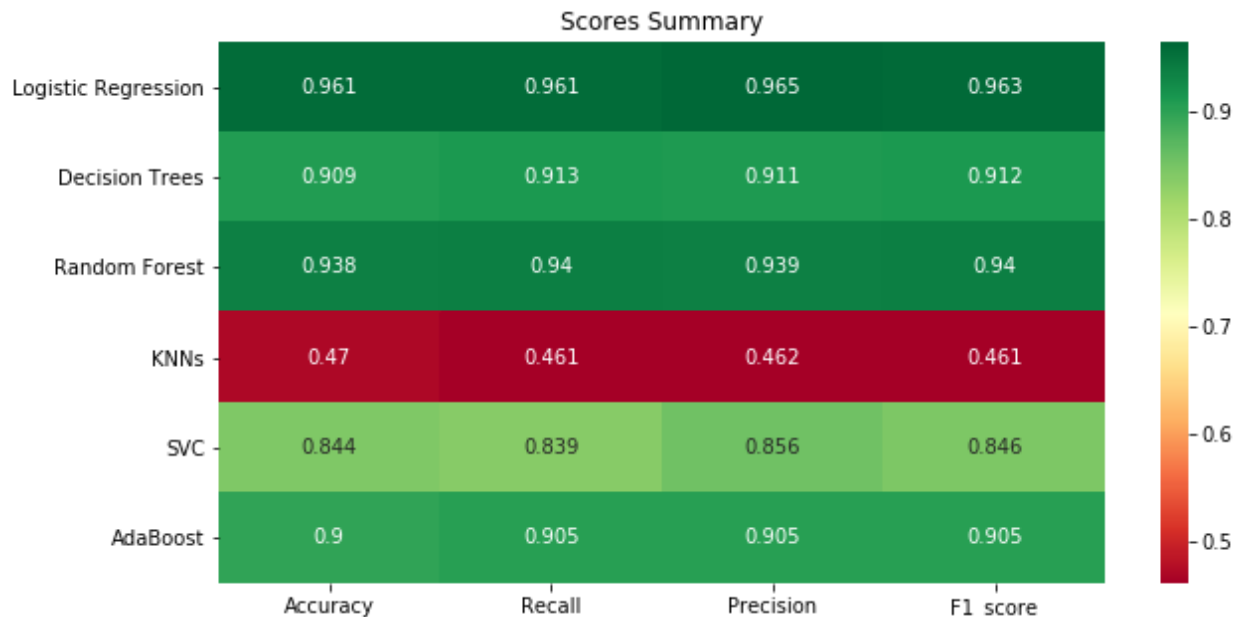 Scores Summary
Logistic Regression 0.961 0.961 0.965 0.963
0.9
Decision Trees 0.909 0.913 0.911 0.912
0.8
Random Forest 0.938 0.94 0.939 0.94
0.7
KNNs 0.47 0.461 0.462 0.461
0.6
SVC 0.844 0.839 0.856 0.846
AdaBoost 0.9 0.905 0.905 0.905
0.5
Accuracy Recall Precision F1 score